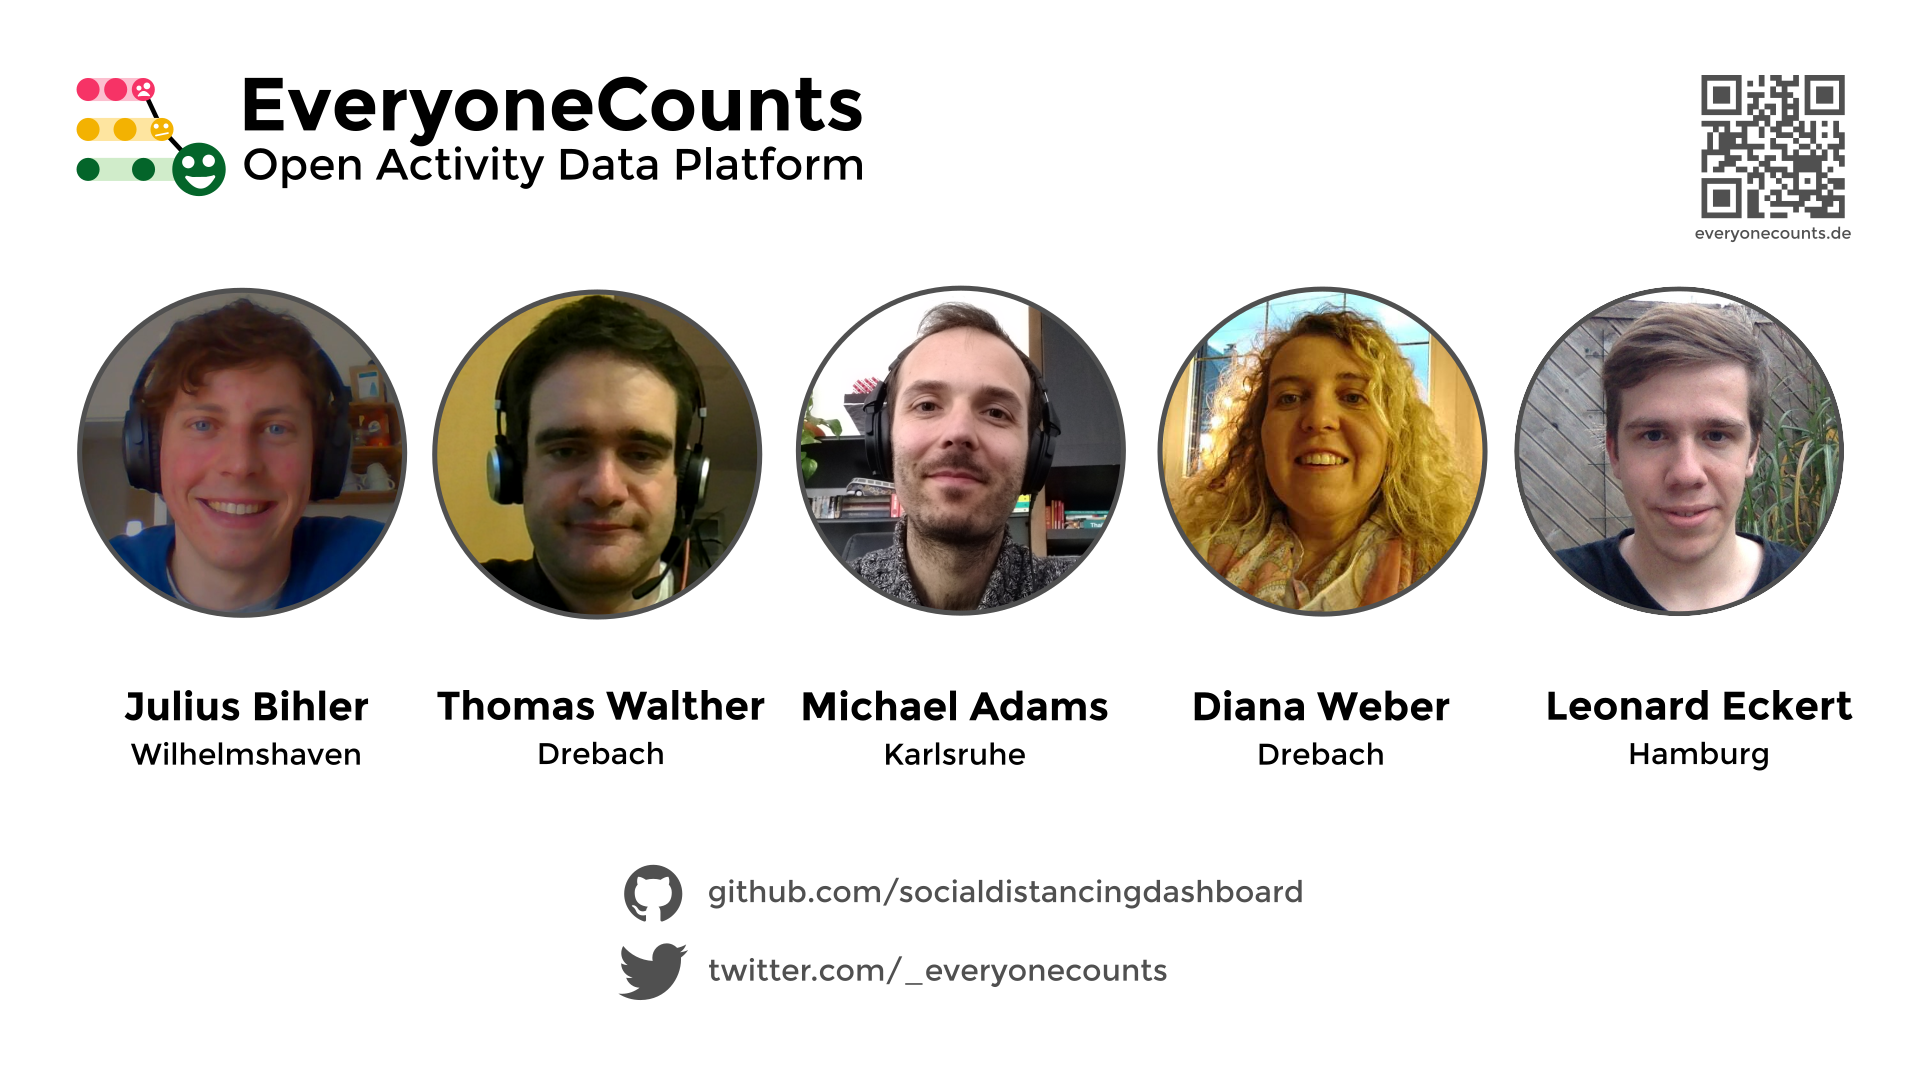 EveryoneCounts
Open Activity Data Platform
everyonecounts.de
Julius Bihler
Wilhelmshaven
Thomas Walther
Drebach
Michael Adams
Karlsruhe
Diana Weber
Drebach
Leonard Eckert
Hamburg
github.com/socialdistancingdashboard
twitter.com/_everyonecounts